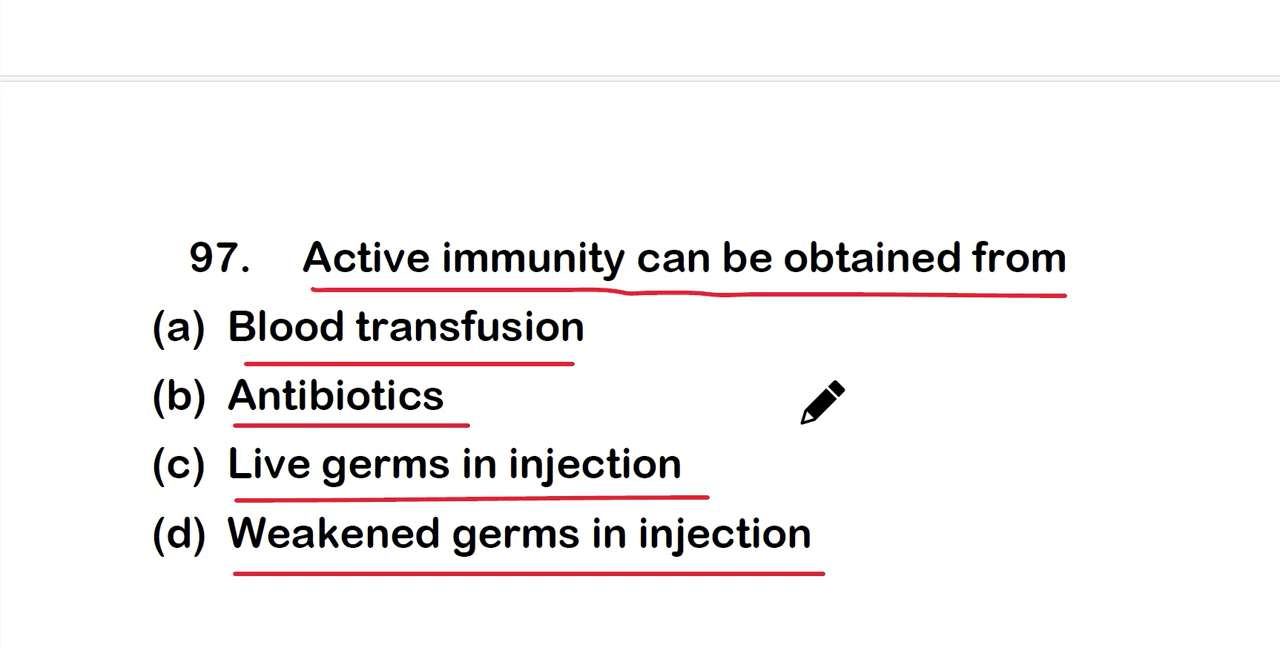 97. Active immunity can be obtained from
(a) Blood transfusion
(b) Antibiotics
(c) Live germs in injection
(d) Weakened germs in injection